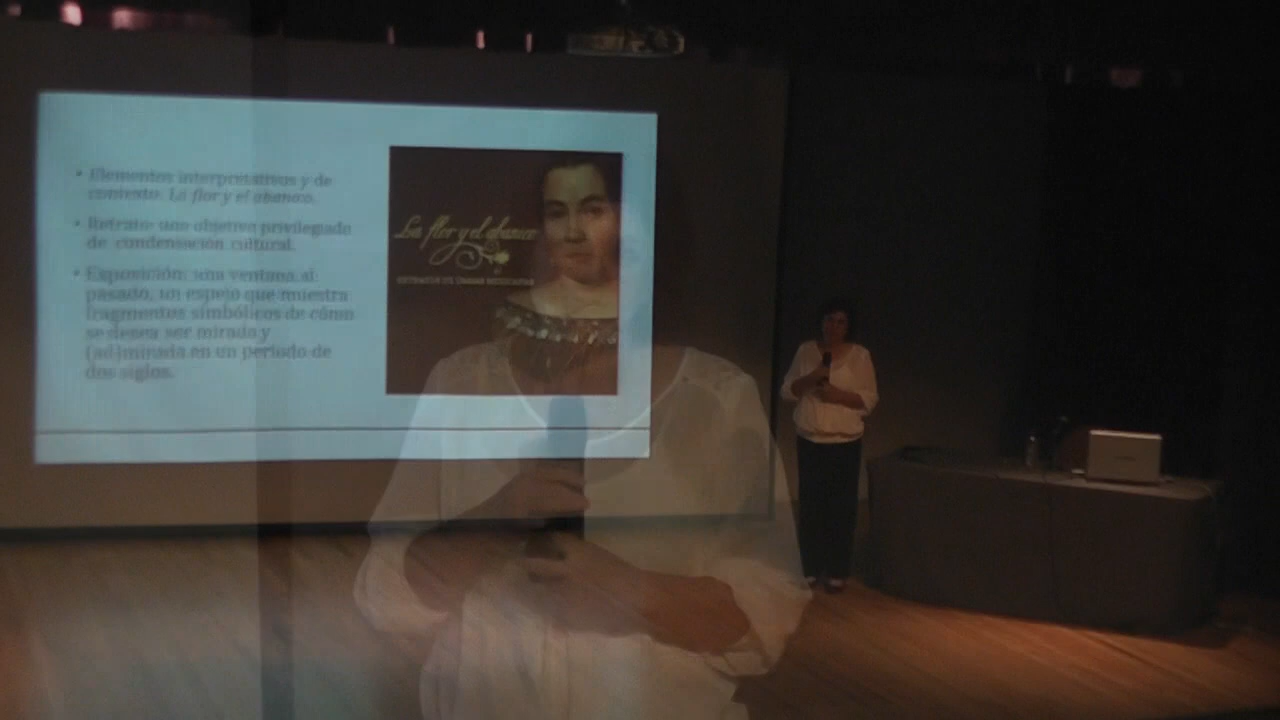 • Elementos interpretativos y de
contexto. La flor y el abanico.
• Retrato: une objetivo privilegiado
de condensación cultural.
• Exposición: una ventana al
pasado, un espejo que muestra
fragmentos simbólicos de cómo
se desea ser mirada y
(ad)mirada en un periodo de
dos siglos.
La flor y el abanico